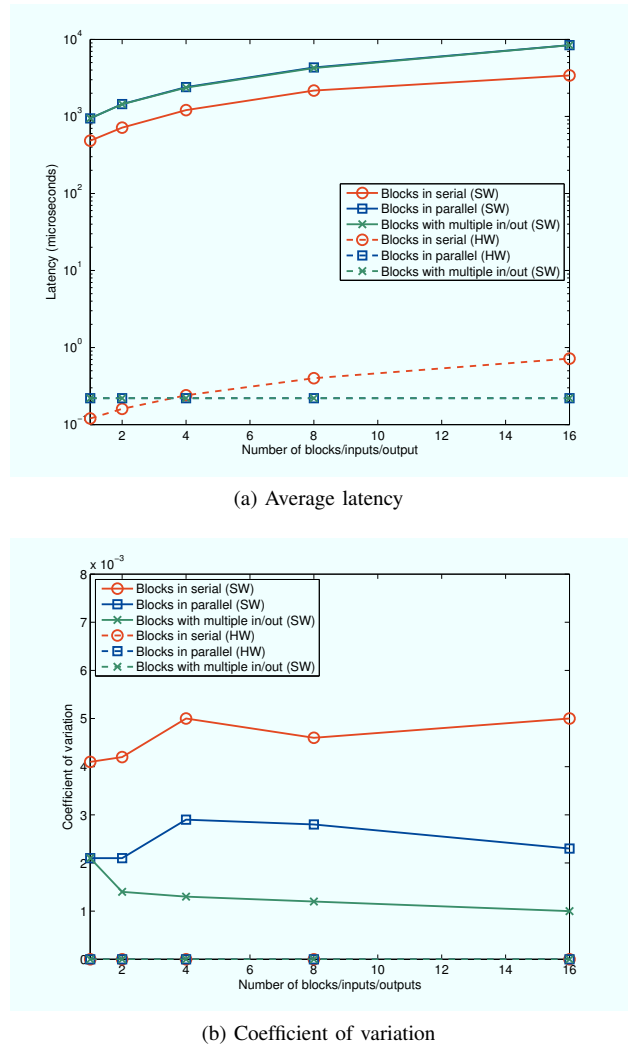 10^4
10^3
10^2
10^1
10^0
10^-
Latency (microseconds)
Blocks in serial (SW)
Blocks in parallel (SW)
Blocks with multiple in/out (SW)
Blocks in serial (HW)
Blocks in parallel (HW)
Blocks with multiple in/out (SW)
2 4 6 8 10 12 14 16
Number of blocks/inputs/output
(a) Average latency
x 10^-3
8
7
6
5
4
3
2
1
0
Coefficient of variation
Blocks in serial (SW)
Blocks in parallel (SW)
Blocks with multiple in/out (SW)
Blocks in serial (HW)
Blocks in parallel (HW)
Blocks with multiple in/out (SW)
2 4 6 8 10 12 14 16
Number of blocks/inputs/outputs
(b) Coefficient of variation